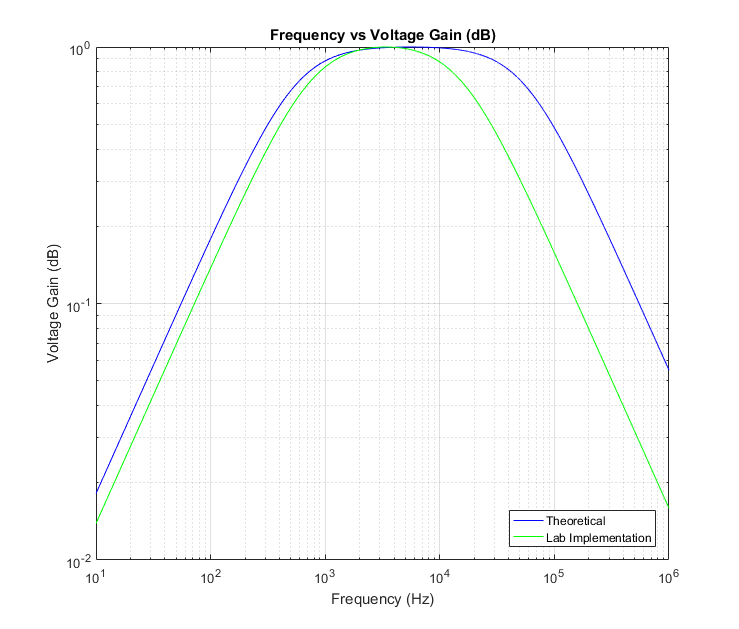 Frequency vs Voltage Gain (dB)
10^0
10^-1
10^-2
Voltage Gain (dB)
10^1 10^2 10^3 10^4 10^5 10^6
Frequency (Hz)
Theoretical
Lab Implementation